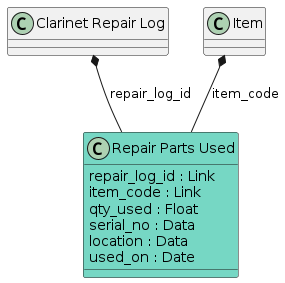 C Clarinet Repair Log
C Item
repair_log_id
item_code
C Repair Parts Used
repair_log_id : Link
item_code : Link
qty_used : Float
serial_no : Data
location : Data
used_on : Date